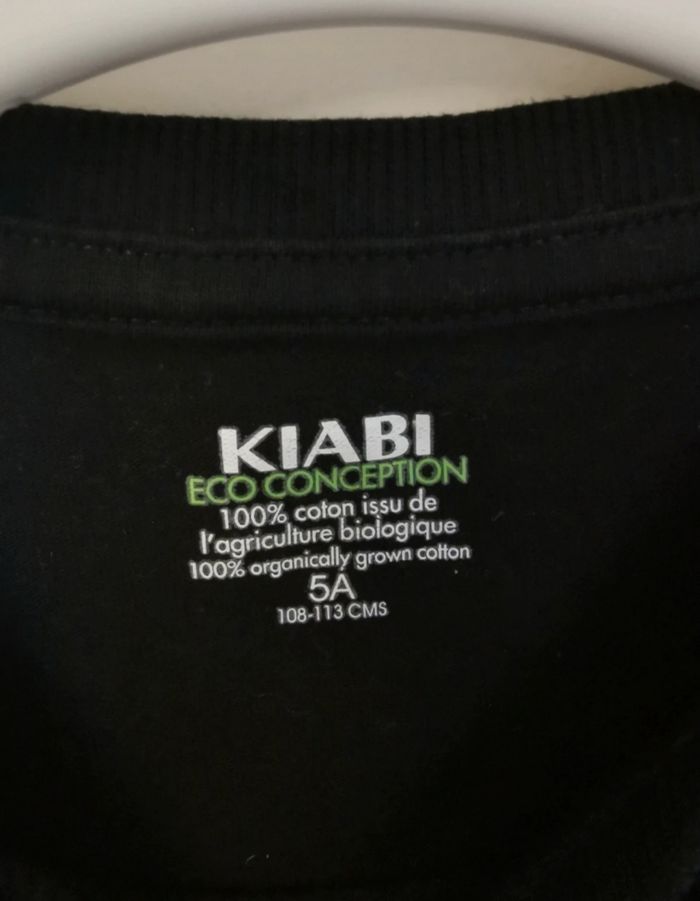 KIABI
ECO CONCEPTION
100% coton issu de
l'agriculture biologique
100% organically grown cotton
5A
108-113 CMS